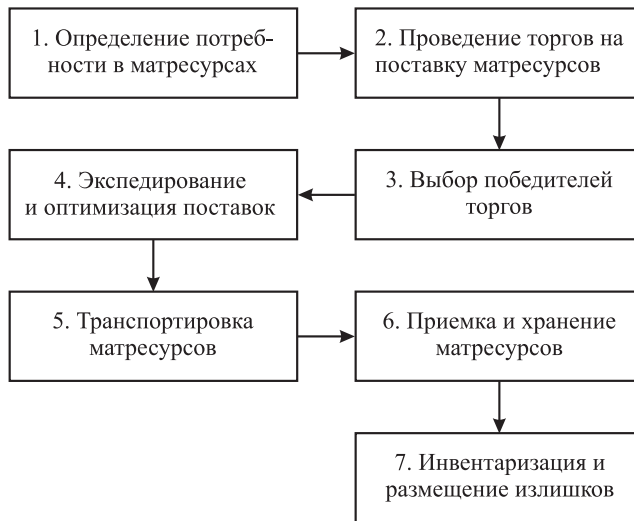 1. Определение потреб-
ности в матресурсах
2. Проведение торгов на
поставку матресурсов
3. Выбор победителей
торгов
4. Экспедирование
и оптимизация поставок
5. Транспортировка
матресурсов
6. Приемка и хранение
матресурсов
7. Инвентаризация и
размещение излишков